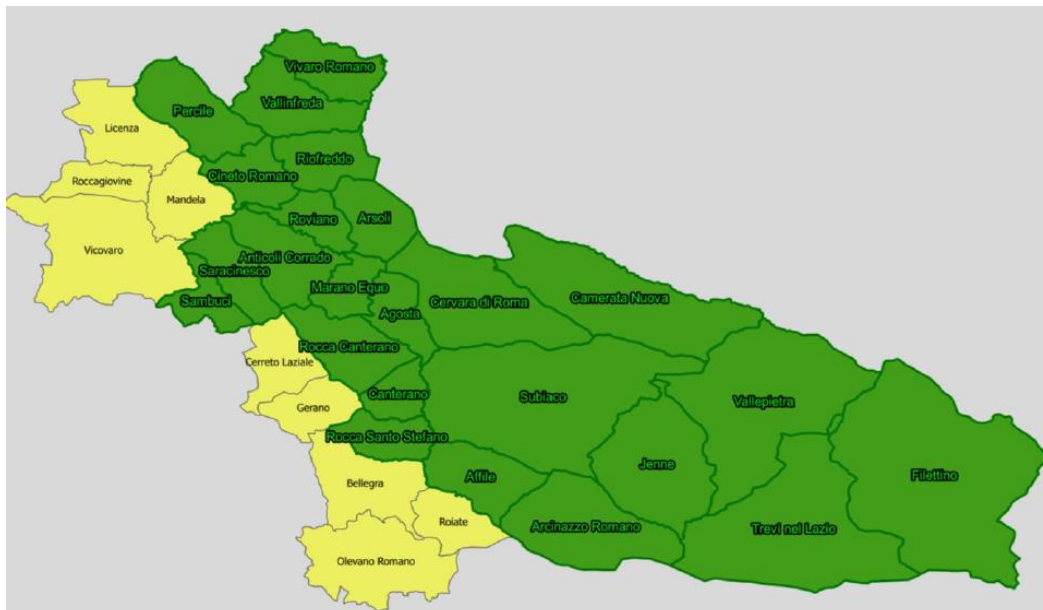 Vivaro Romano
Vallinfreda
Percile
Licenza
Riofreddo
Cineto Romano
Roccagiovine
Mandela
Roviano
Arsoli
Vicovaro
Anticoli Corrado
Saracinesco
Marano Equo
Sambuci
Agosta
Cervara di Roma
Camerata Nuova
Rocca Canterano
Cerreto Laziale
Canterano
Subiaco
Vallepietra
Gerano
Rocca Santo Stefano
Jenne
Filettino
Affile
Bellegra
Roiate
Arcinazzo Romano
Trevi nel Lazio
Olevano Romano